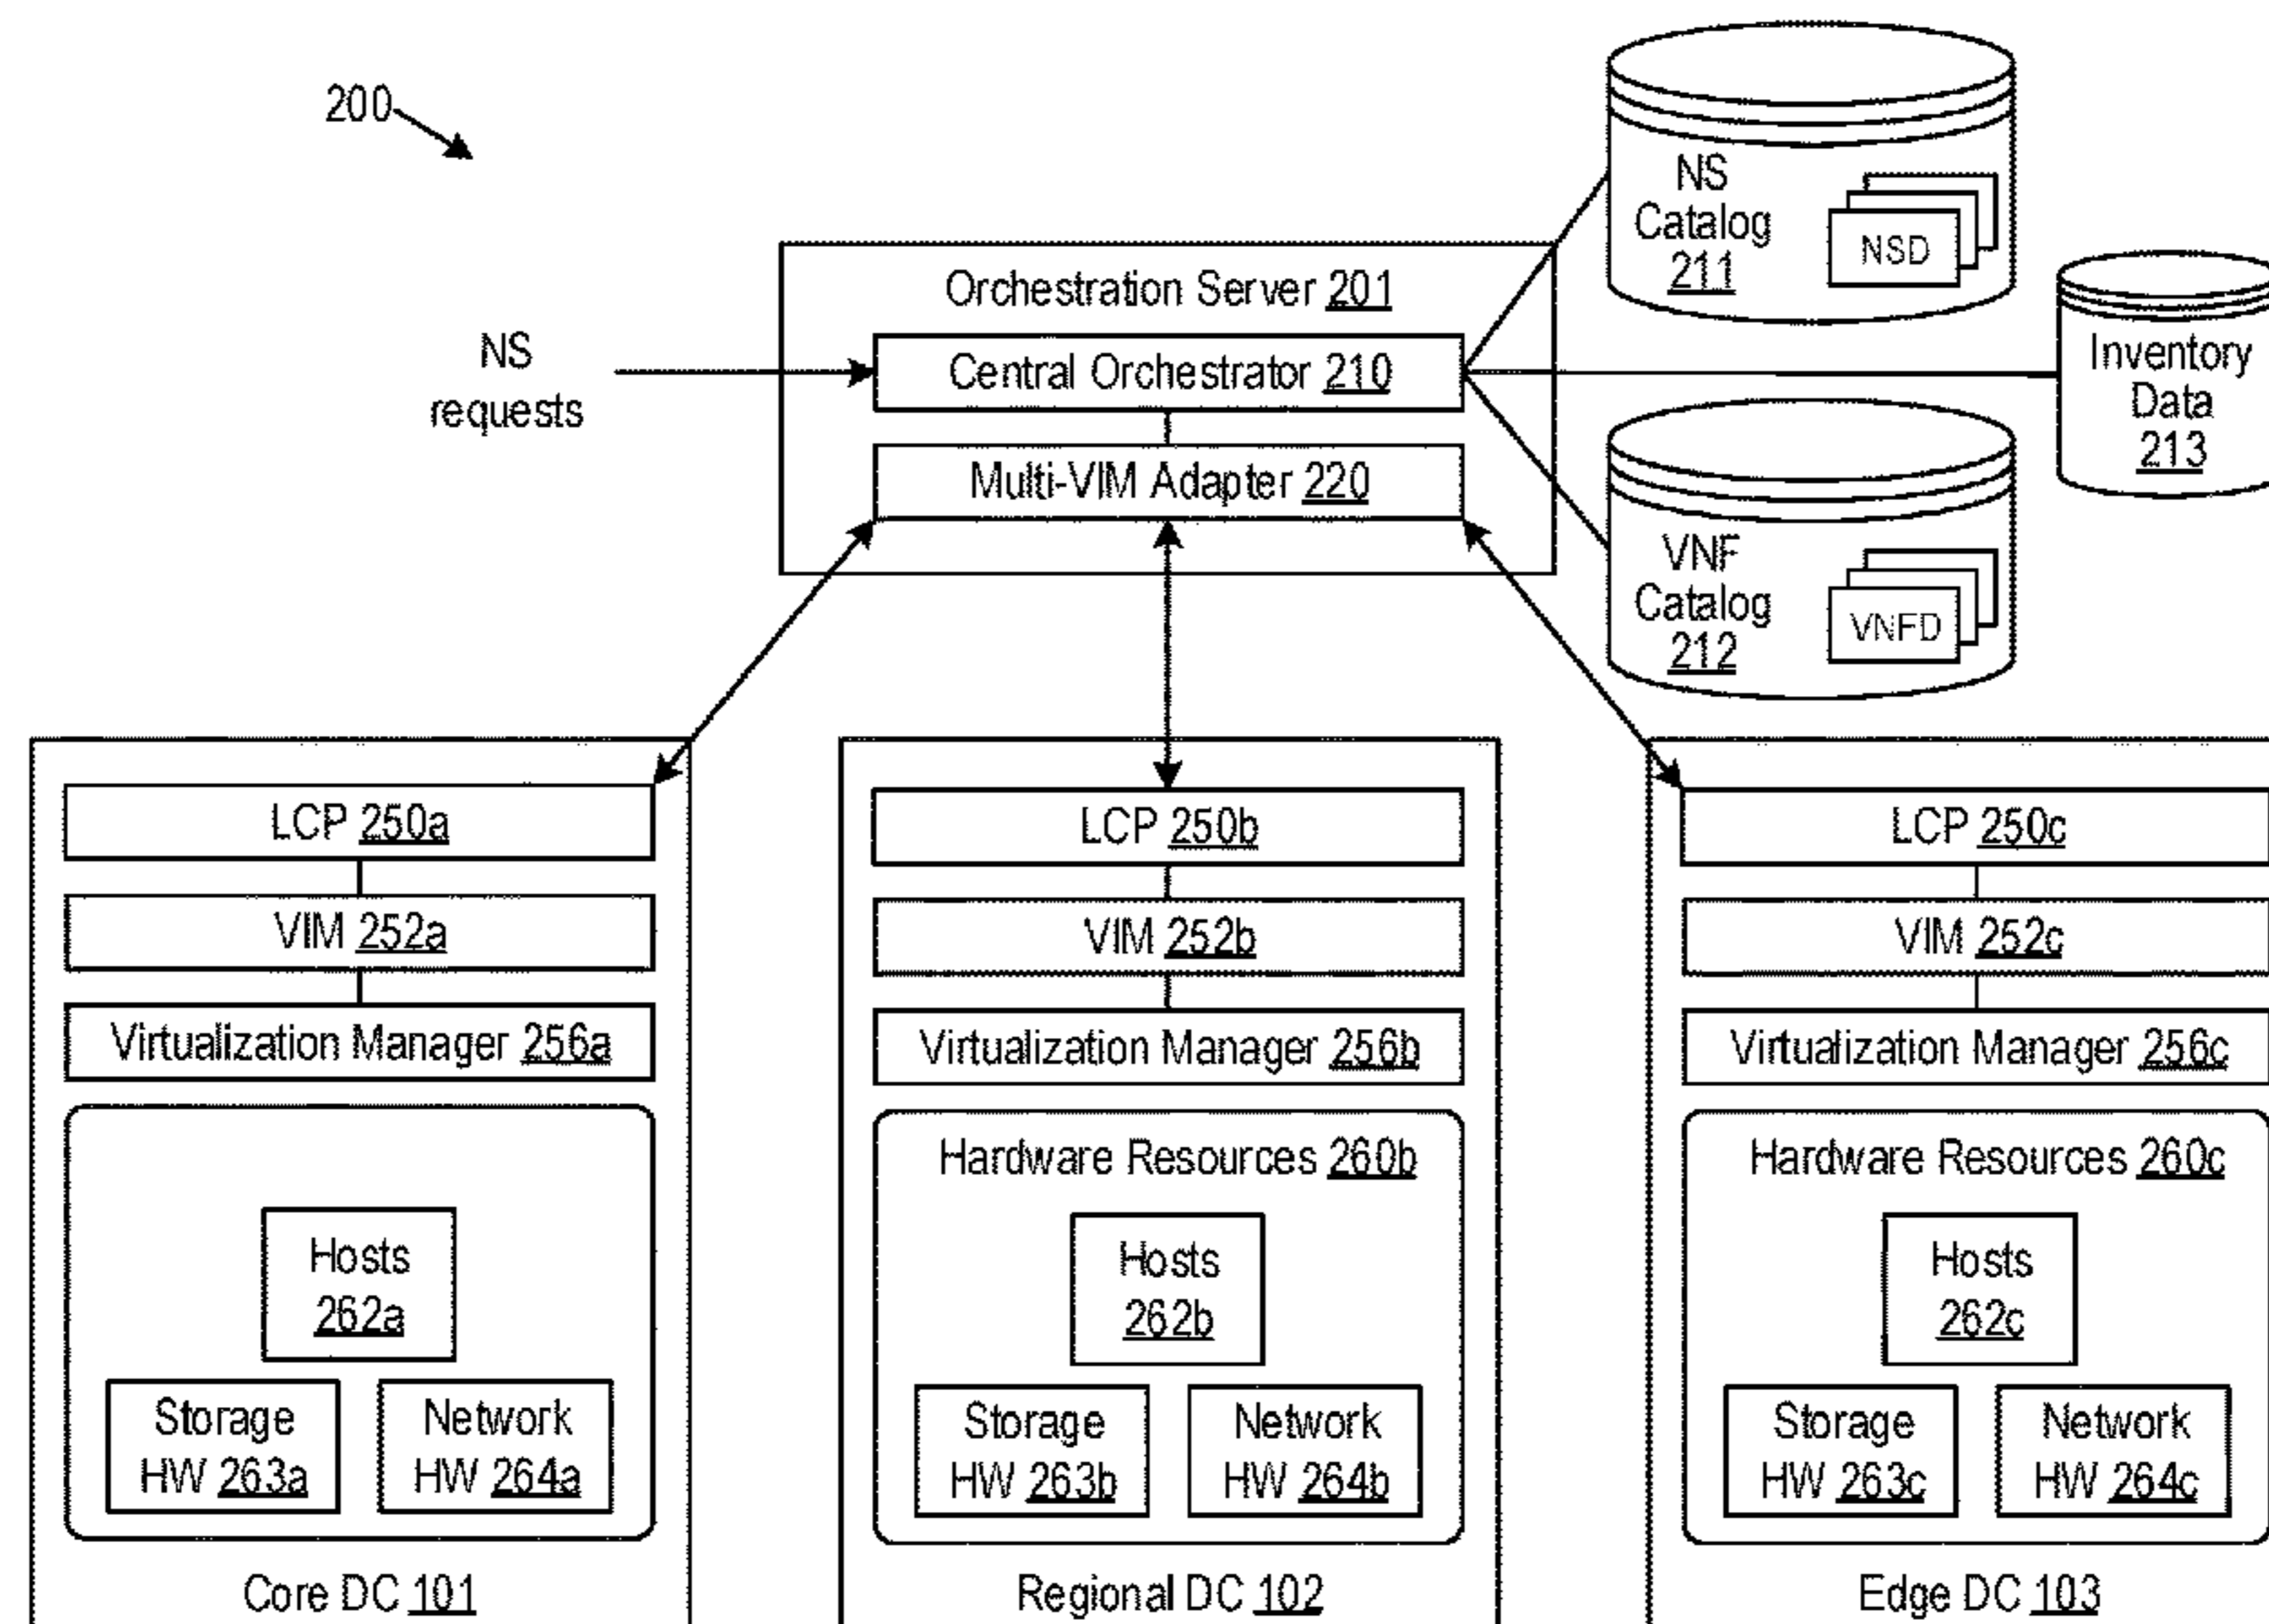 200
NS
Catalog
211
NSD
Orchestration Server 201
NS
requests
Central Orchestrator 210
Multi-VIM Adapter 220
Inventory
Data
213
VNF
Catalog
212
VNFD
LCP 250a
VIM 252a
Virtualization Manager 256a
Hosts
262a
Storage
HW 263a
Network
HW 264a
Core DC 101
LCP 250b
VIM 252b
Virtualization Manager 256b
Hardware Resources 260b
Hosts
262b
Storage
HW 263b
Network
HW 264b
Regional DC 102
LCP 250c
VIM 252c
Virtualization Manager 256c
Hardware Resources 260c
Hosts
262c
Storage
HW 263c
Network
HW 264c
Edge DC 103